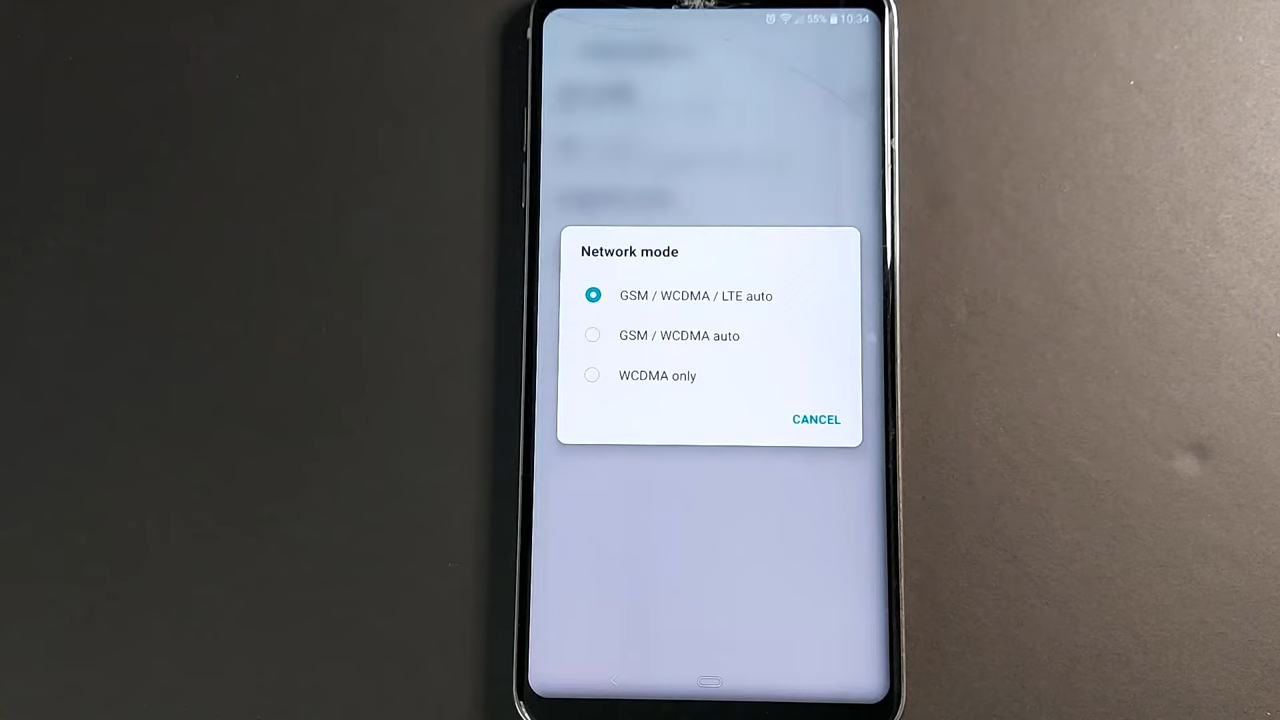 55% 10:34
Network mode
GSM / WCDMA / LTE auto
GSM / WCDMA auto
WCDMA only
CANCEL